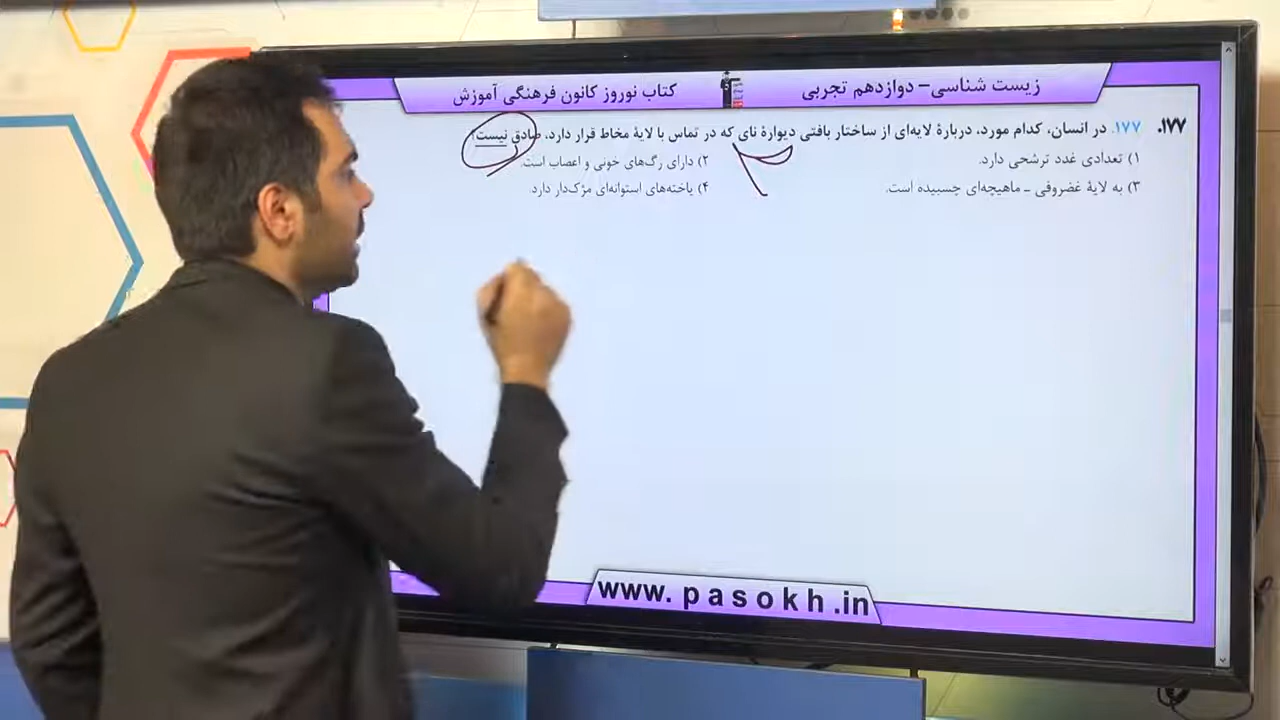 زیست شناسی- دوازدهم تجربی
کتاب نوروز کانون فرهنگی آموزش
۱۷۷. ۱۷۷. در انسان، کدام مورد، دربارهٔ لایه‌ای از ساختار بافتی دیوارهٔ نای که در تماس با لایهٔ مخاط قرار دارد، صادق نیست؟
۱) تعدادی غدد ترشحی دارد.
۲) دارای رگ‌های خونی و اعصاب است.
۳) به لایهٔ غضروفی ـ ماهیچه‌ای چسبیده است.
۴) یاخته‌های استوانه‌ای مژک‌دار دارد.
www.pasokh.in